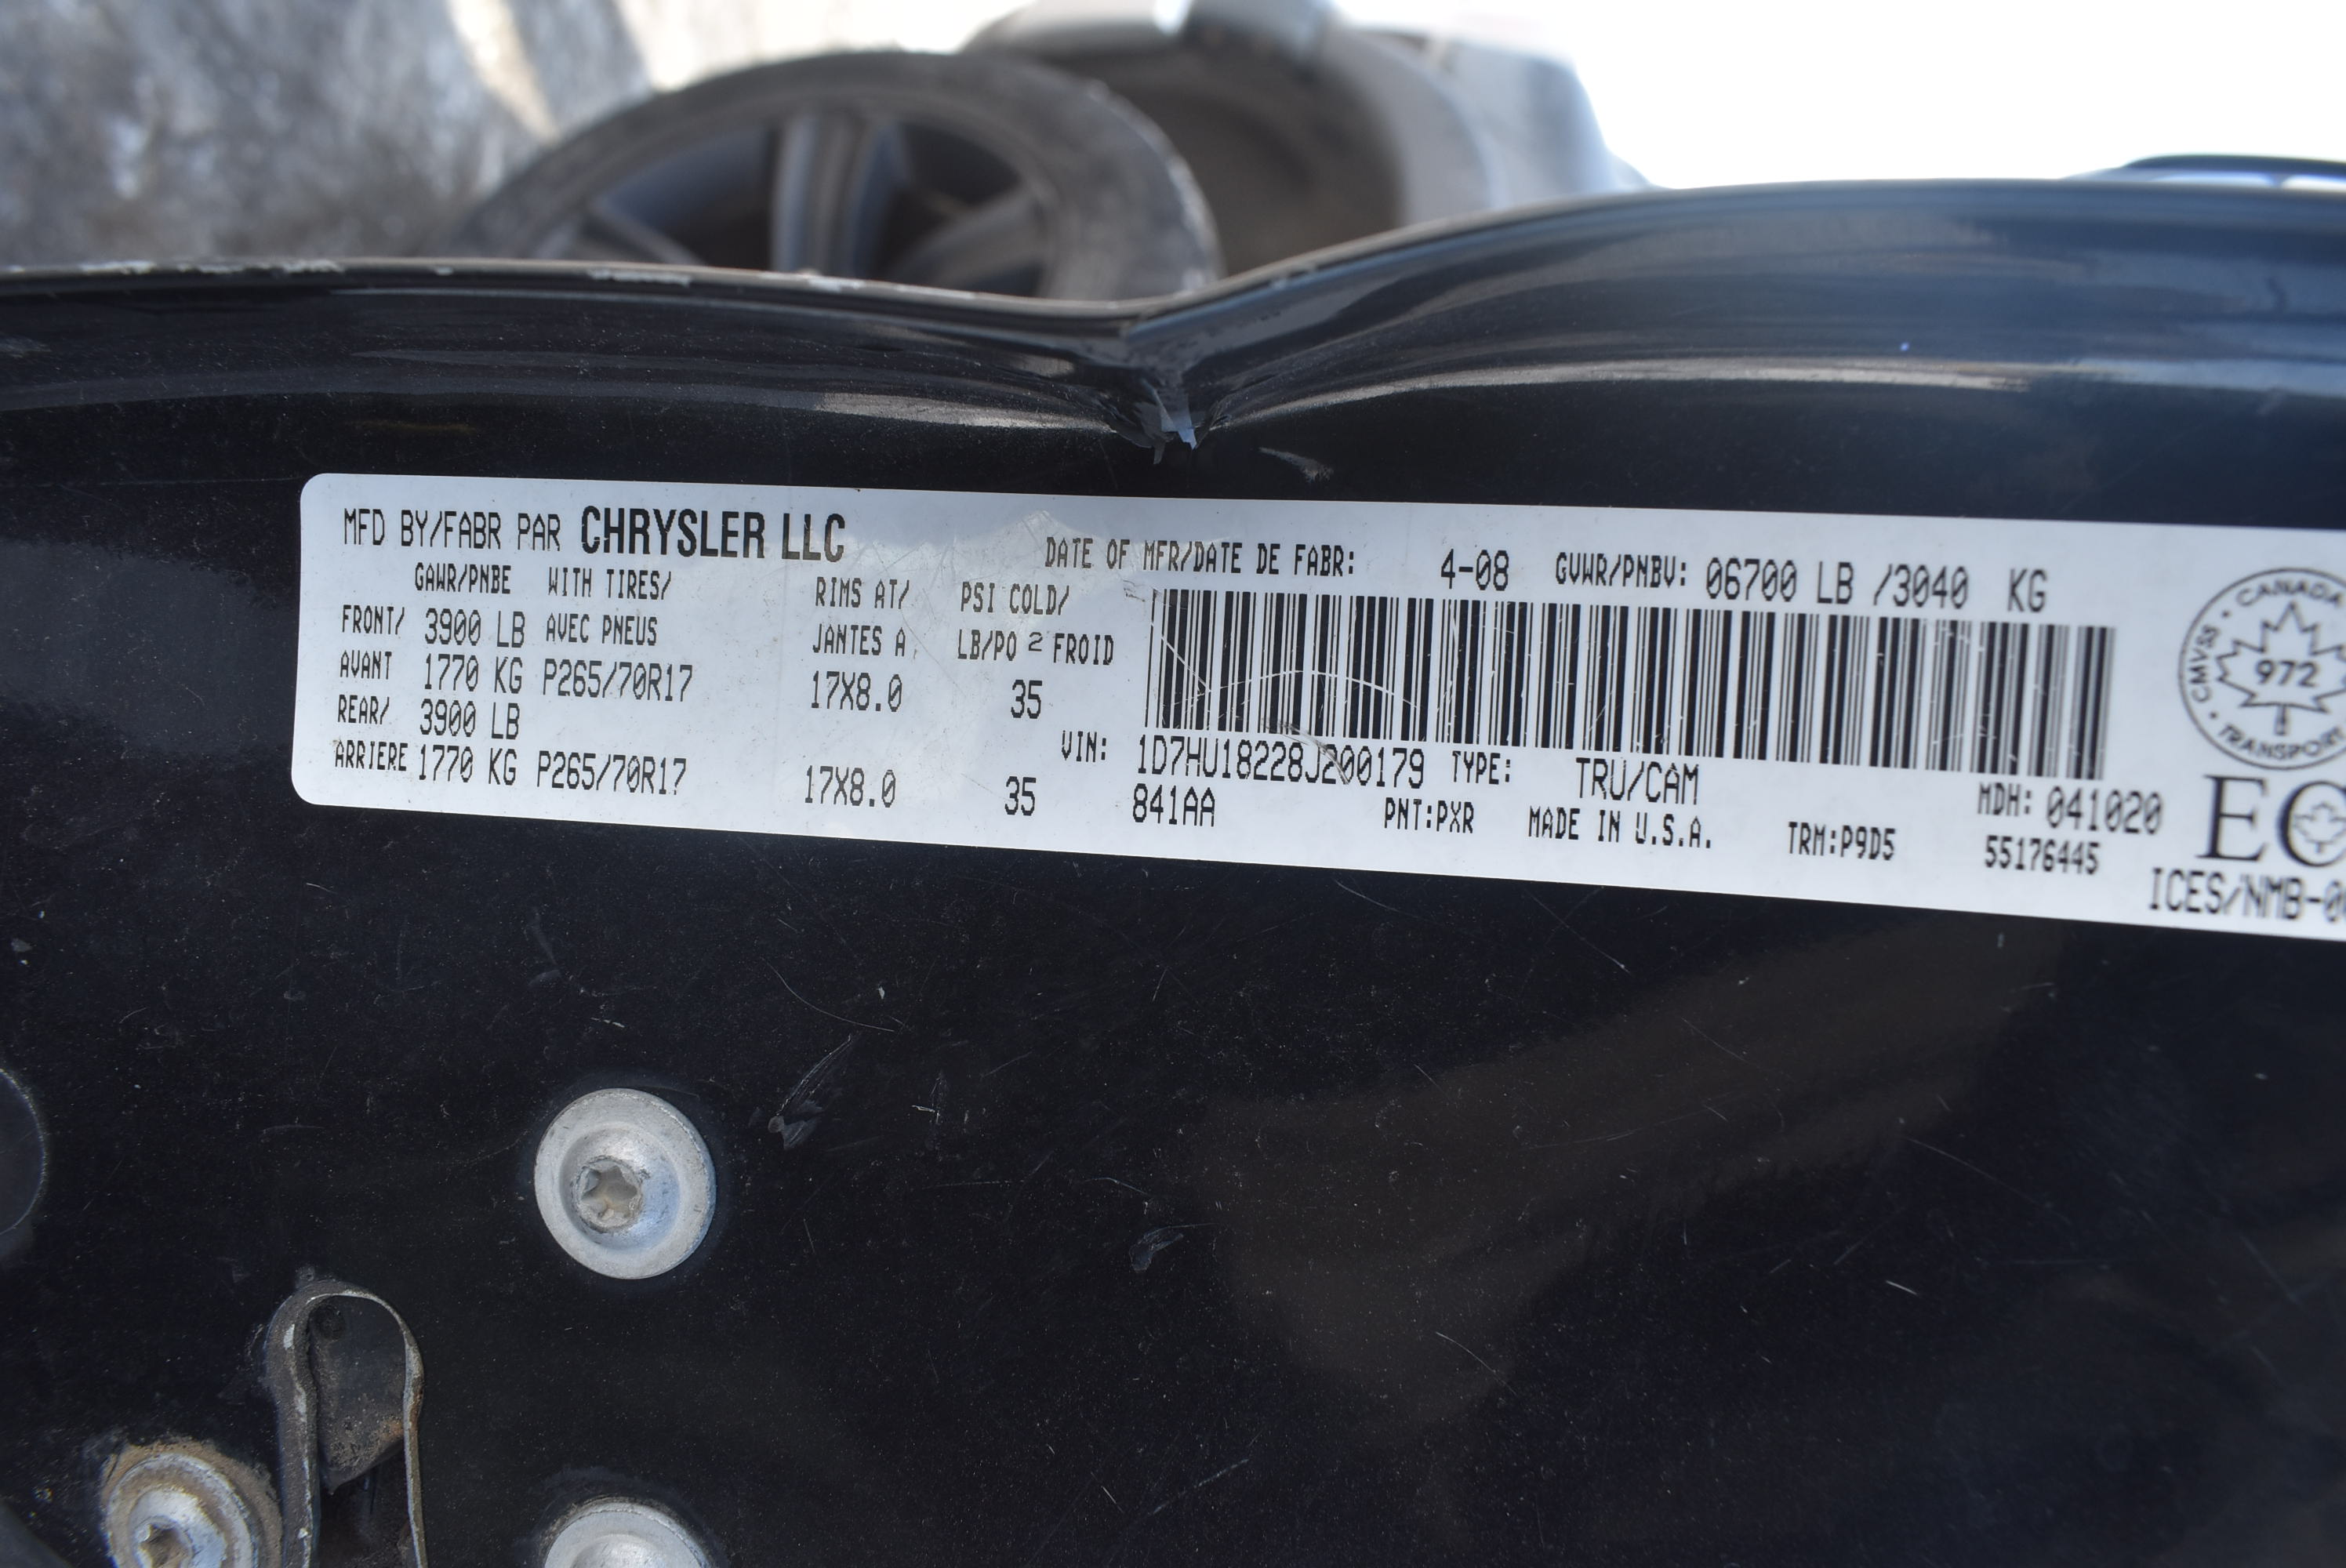 MFD BY/FABR PAR CHRYSLER LLC DATE OF MFR/DATE DE FABR: 4-08 GVWR/PNBV: 06700 LB /3040 KG
GAWR/PNBE WITH TIRES/ RIMS AT/ PSI COLD/
FRONT/ 3900 LB AVEC PNEUS JANTES A LB/PO 2 FROID
AVANT 1770 KG P265/70R17 17X8.0 35
REAR/ 3900 LB
ARRIERE 1770 KG P265/70R17 17X8.0 35
VIN: 1D7HU18228J200179 TYPE: TRU/CAM MDH: 041020
841AA PNT:PXR MADE IN U.S.A. TRM:P9D5 55176445
CANADA
CMVSS
972
TRANSPORT
ICES/NMB-